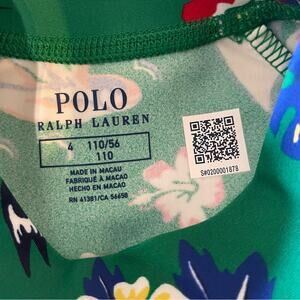 POLO
RALPH LAUREN
4 110/56
110
MADE IN MACAU
FABRIQUÉ À MACAO
HECHO EN MACAO
RN 41381/CA 56658
S#0200001878